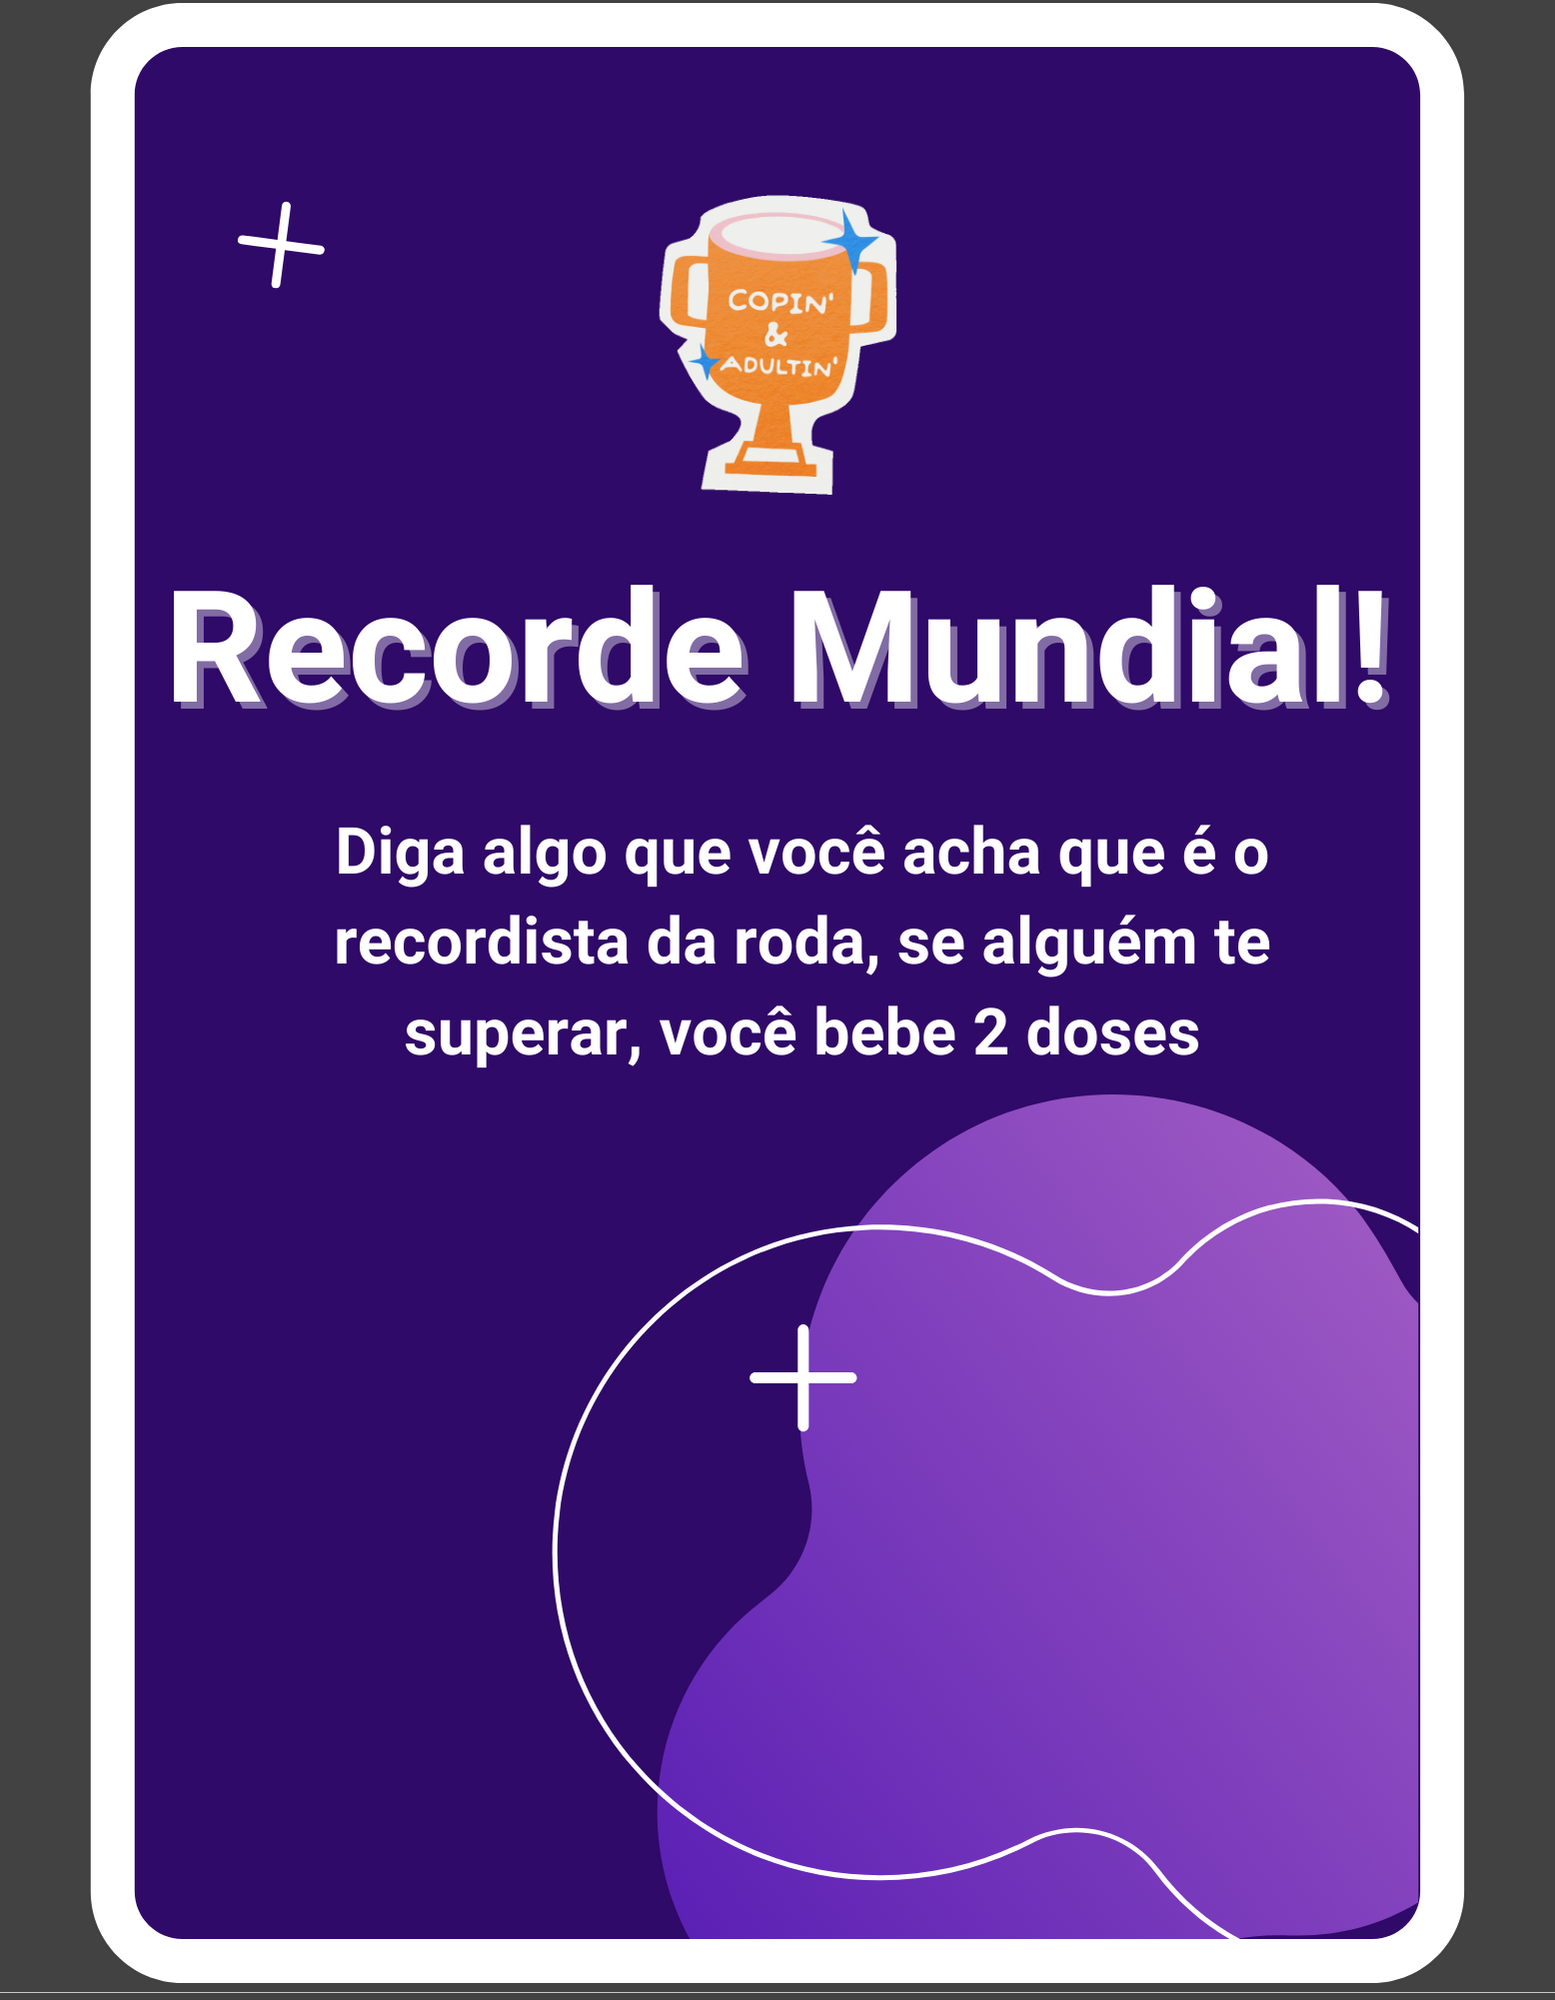 COPIN'
&
ADULTIN'
Recorde Mundial!
Diga algo que você acha que é o
recordista da roda, se alguém te
superar, você bebe 2 doses